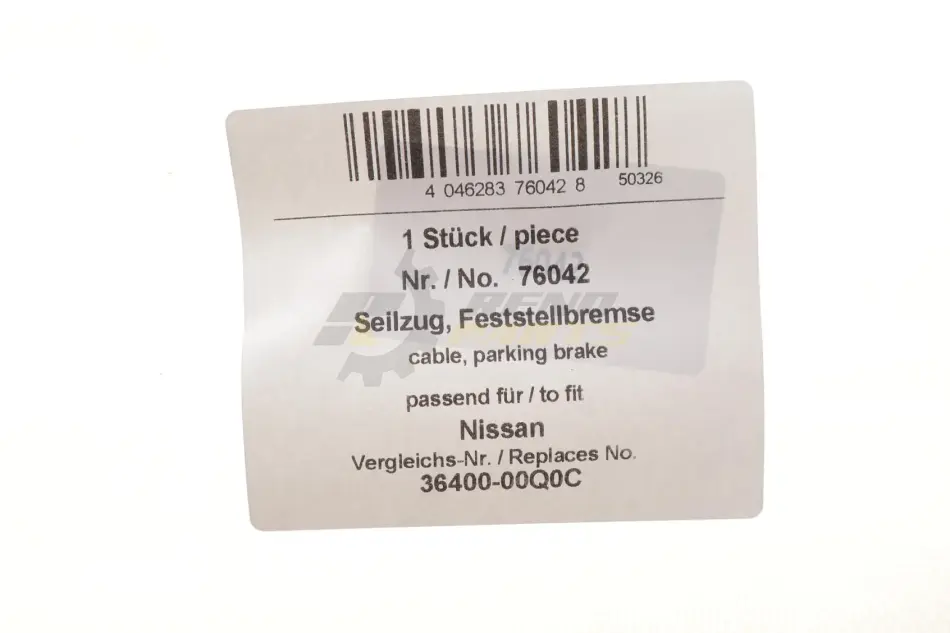 4 046283 76042 8 50326
1 Stück / piece
Nr. / No. 76042
Seilzug, Feststellbremse
cable, parking brake
passend für / to fit
Nissan
Vergleichs-Nr. / Replaces No.
36400-00Q0C